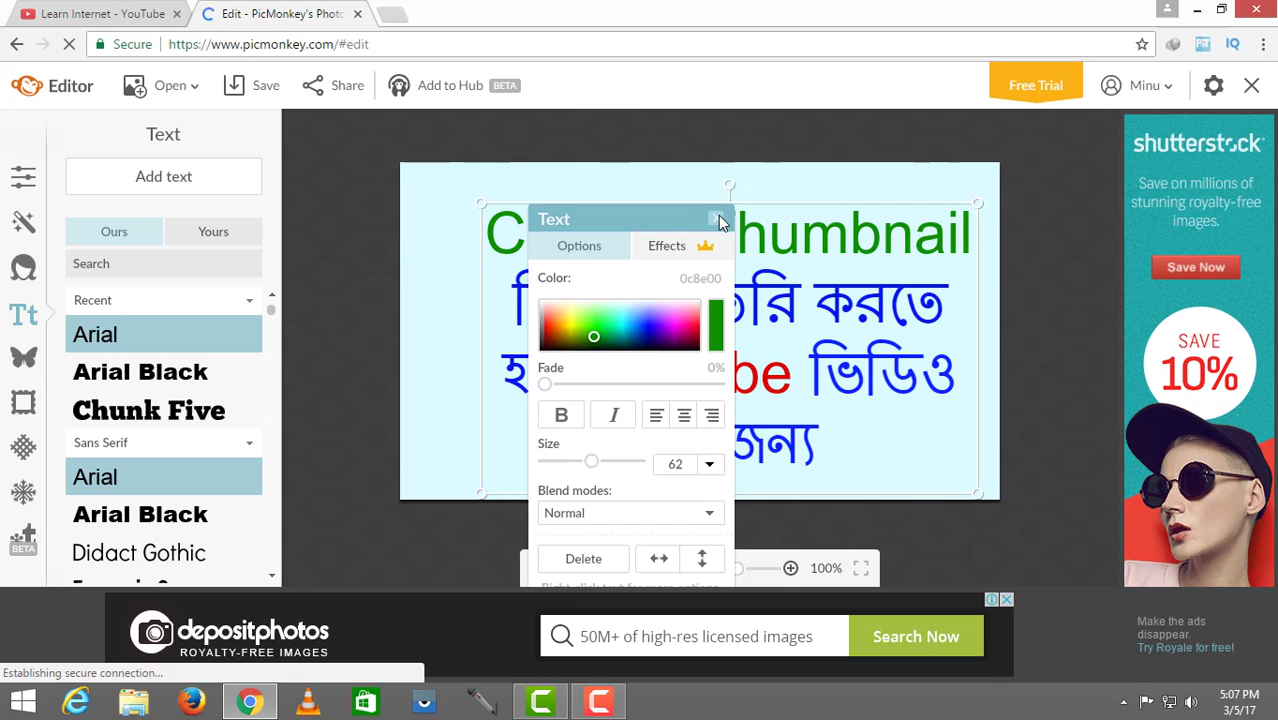 Learn Internet - YouTube
Edit - PicMonkey's Phot
Secure
https://www.picmonkey.com/#edit
Editor
Open
Save
Share
Add to Hub
BETA
Free Trial
Minu
Text
Add text
Ours
Yours
Search
Recent
Arial
Arial Black
Chunk Five
Sans Serif
Arial
Arial Black
Didact Gothic
BETA
Text
Options
Effects
Color:
0c8e00
Fade
0%
B
I
Size
62
Blend modes:
Normal
Delete
humbnail
করতে
be ভিডিও
জন্য
100%
shutterstock
Save on millions of
stunning royalty-free
images.
Save Now
SAVE
10%
depositphotos
ROYALTY-FREE IMAGES
50M+ of high-res licensed images
Search Now
Make the ads
disappear.
Try Royale for free!
Establishing secure connection...
5:07 PM
3/5/17